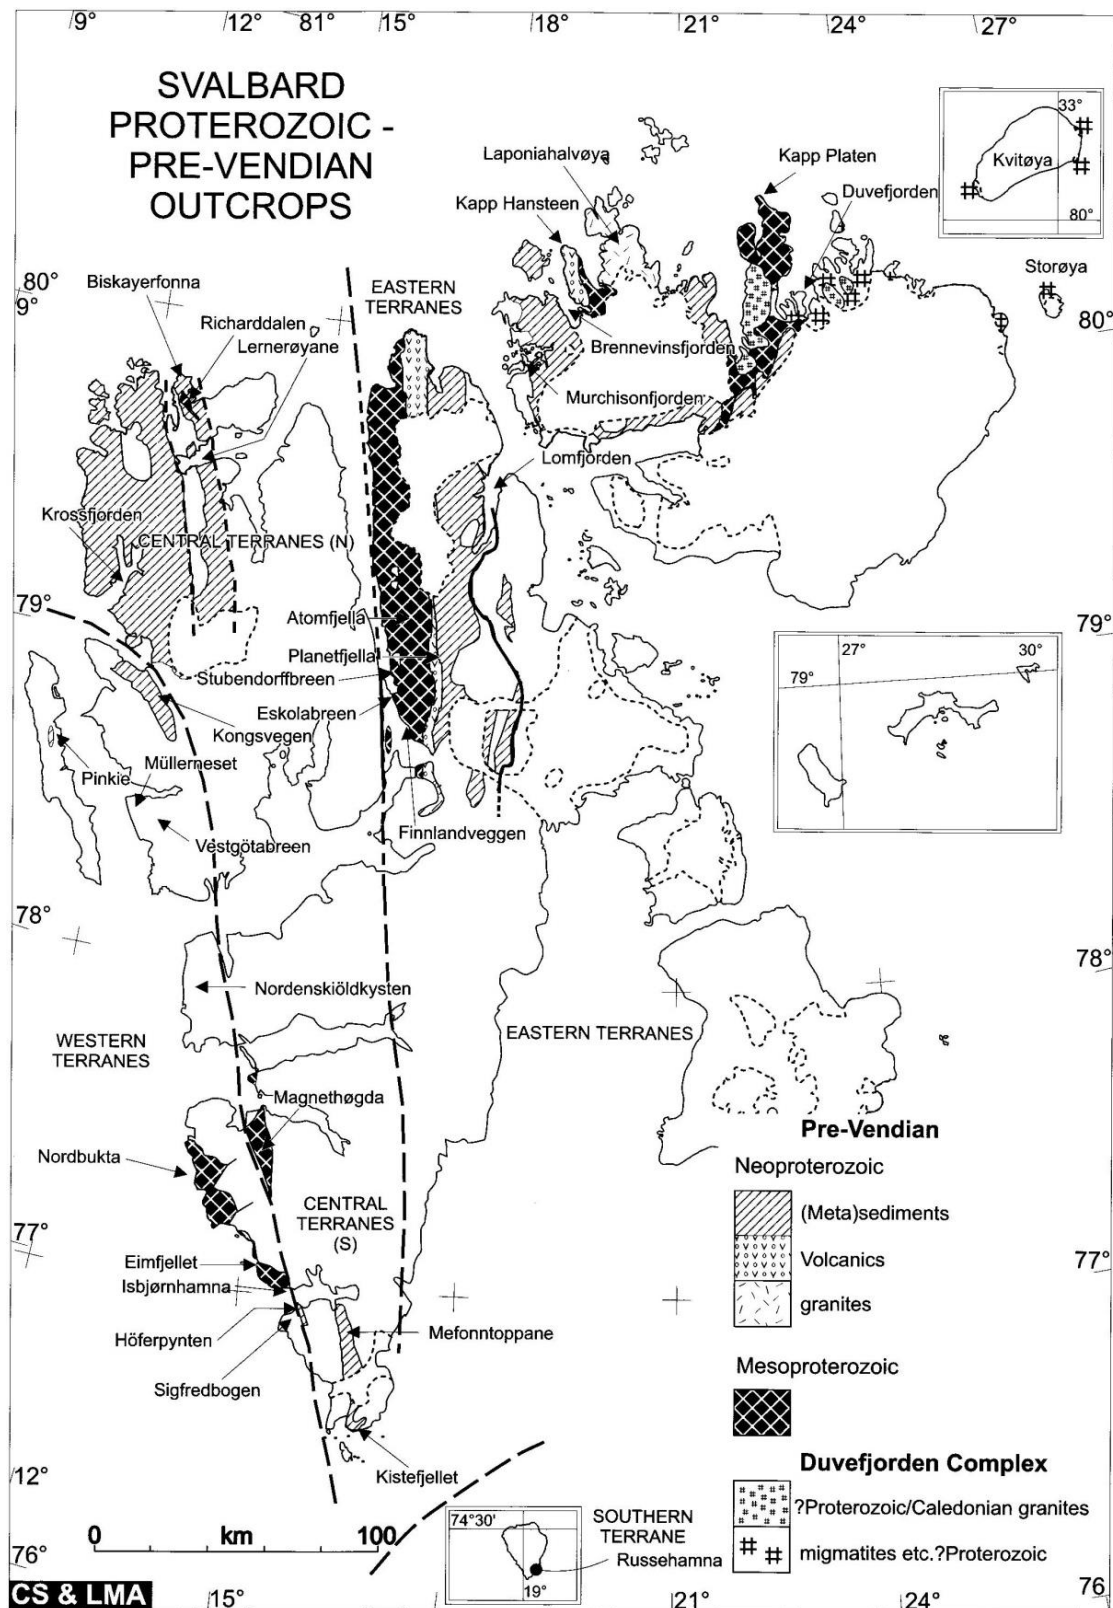 9° 12° 81° 15° 18° 21° 24° 27°
SVALBARD
PROTEROZOIC -
PRE-VENDIAN
OUTCROPS
33°
Kvitøya
80°
Laponiahalvøya
Kapp Platen
Kapp Hansteen
Duvefjorden
80°
9°
Biskayerfonna
EASTERN
TERRANES
Storøya
80°
Richarddalen
Lernerøyane
Brennevinsfjorden
Murchisonfjorden
Lomfjorden
Krossfjorden
CENTRAL TERRANES (N)
79°
79°
Atomfjella
Planetfjella
Stubendorffbreen
Eskolabreen
Kongsvegen
27°
30°
79°
Pinkie
Müllerneset
Vestgötabreen
Finnlandveggen
78°
78°
Nordenskiöldkysten
WESTERN
TERRANES
EASTERN TERRANES
Magnethøgda
Nordbukta
CENTRAL
TERRANES
(S)
77°
77°
Eimfjellet
Isbjørnhamna
Höferpynten
Mefonntoppane
Sigfredbogen
Kistefjellet
Pre-Vendian
Neoproterozoic
(Meta)sediments
Volcanics
granites
Mesoproterozoic
Duvefjorden Complex
?Proterozoic/Caledonian granites
migmatites etc.?Proterozoic
12°
0 km 100
76°
74°30'
19°
SOUTHERN
TERRANE
Russehamna
CS & LMA
15° 21° 24°
76